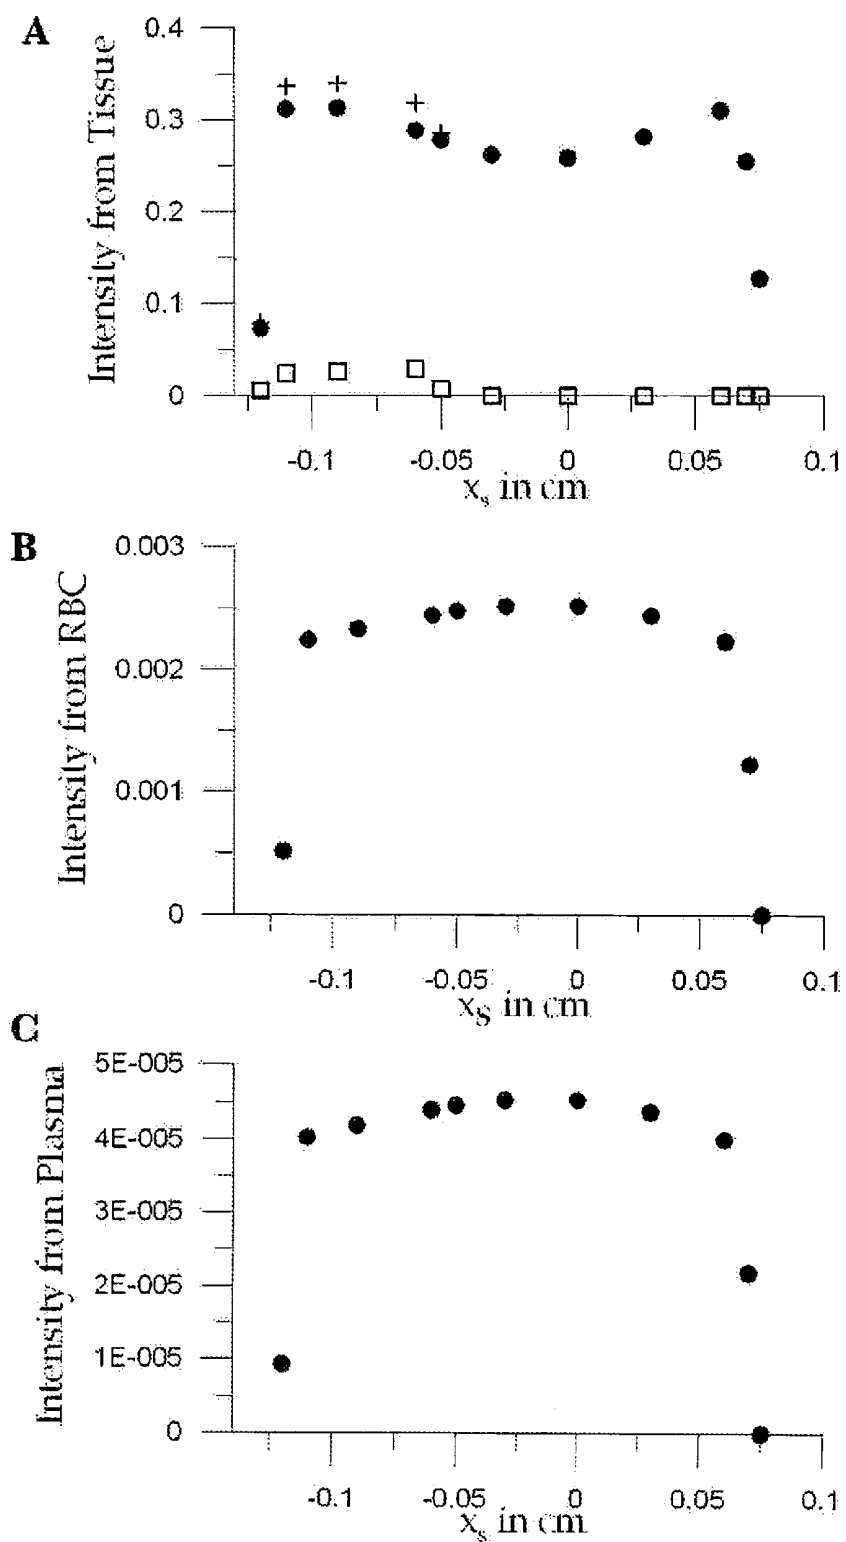 A
Intensity from Tissue
0.4
0.3
0.2
0.1
0
-0.1 -0.05 0 0.05 0.1
xs in cm
B
Intensity from RBC
0.003
0.002
0.001
0
-0.1 -0.05 0 0.05 0.1
xs in cm
C
Intensity from Plasma
5E-005
4E-005
3E-005
2E-005
1E-005
0
-0.1 -0.05 0 0.05 0.1
xs in cm